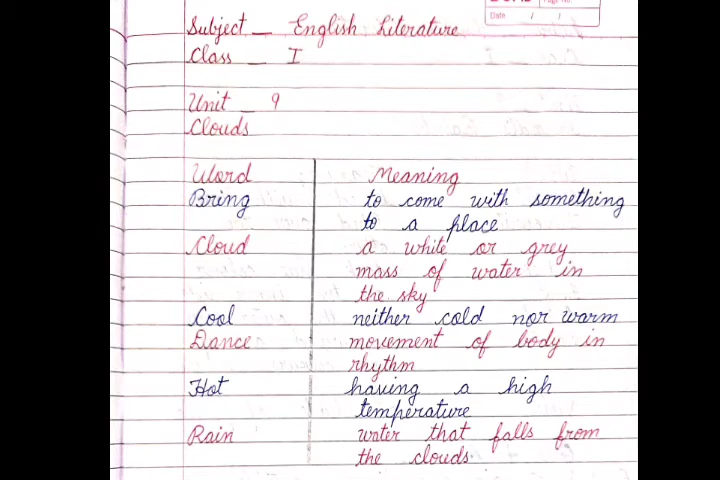 Date / /
Subject _ English Literature
Class _ I
Unit _ 9
Clouds
Word Meaning
Bring to come with something
to a place
Cloud a white or grey
mass of water in
the sky
Cool neither cold nor warm
Dance movement of body in
rhythm
Hot having a high
temperature
Rain water that falls from
the clouds